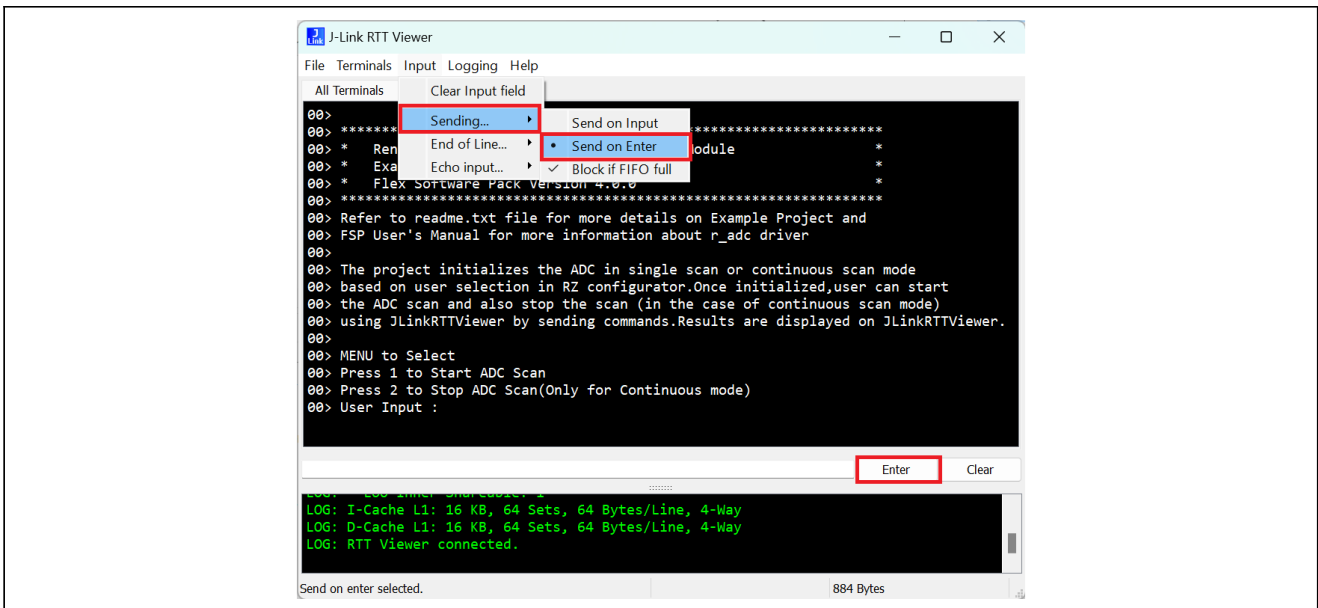 J-Link RTT Viewer
File Terminals Input Logging Help
All Terminals
Clear Input field
Sending...
End of Line...
Echo input...
Send on Input
Send on Enter
Block if FIFO full
00>
00> ******* ************************
00> * Ren odule *
00> * Exa *
00> * Flex Software Pack Version 4.0.0 *
00> *******************************************************************
00> Refer to readme.txt file for more details on Example Project and
00> FSP User's Manual for more information about r_adc driver
00>
00> The project initializes the ADC in single scan or continuous scan mode
00> based on user selection in RZ configurator.Once initialized,user can start
00> the ADC scan and also stop the scan (in the case of continuous scan mode)
00> using JLinkRTTViewer by sending commands.Results are displayed on JLinkRTTViewer.
00>
00> MENU to Select
00> Press 1 to Start ADC Scan
00> Press 2 to Stop ADC Scan(Only for Continuous mode)
00> User Input :
Enter Clear
LOG: I-Cache L1: 16 KB, 64 Sets, 64 Bytes/Line, 4-Way
LOG: D-Cache L1: 16 KB, 64 Sets, 64 Bytes/Line, 4-Way
LOG: RTT Viewer connected.
Send on enter selected. 884 Bytes